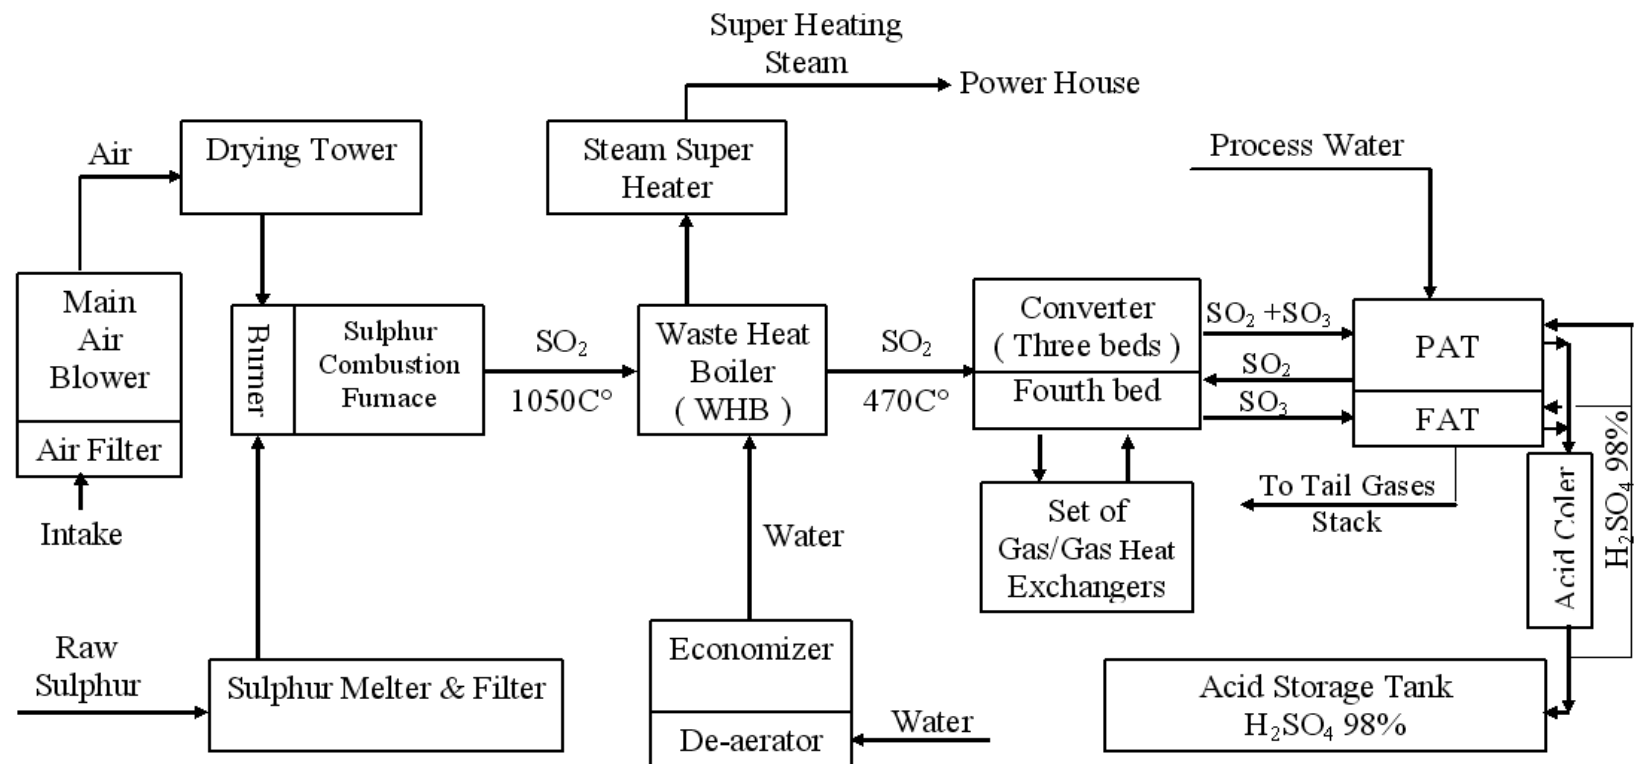 Super Heating
Steam
Power House
Drying Tower
Air
Steam Super
Heater
Process Water
Main
Air
Blower
Air Filter
Intake
Burner
Sulphur
Combustion
Furnace
SO₂
1050C°
Waste Heat
Boiler
( WHB )
SO₂
470C°
Converter
( Three beds )
Fourth bed
SO₂ +SO₃
SO₂
SO₃
PAT
FAT
To Tail Gases
Stack
Set of
Gas/Gas Heat
Exchangers
Acid Coler
H₂SO₄ 98%
Water
Raw
Sulphur
Sulphur Melter & Filter
Economizer
De-aerator
Water
Acid Storage Tank
H₂SO₄ 98%